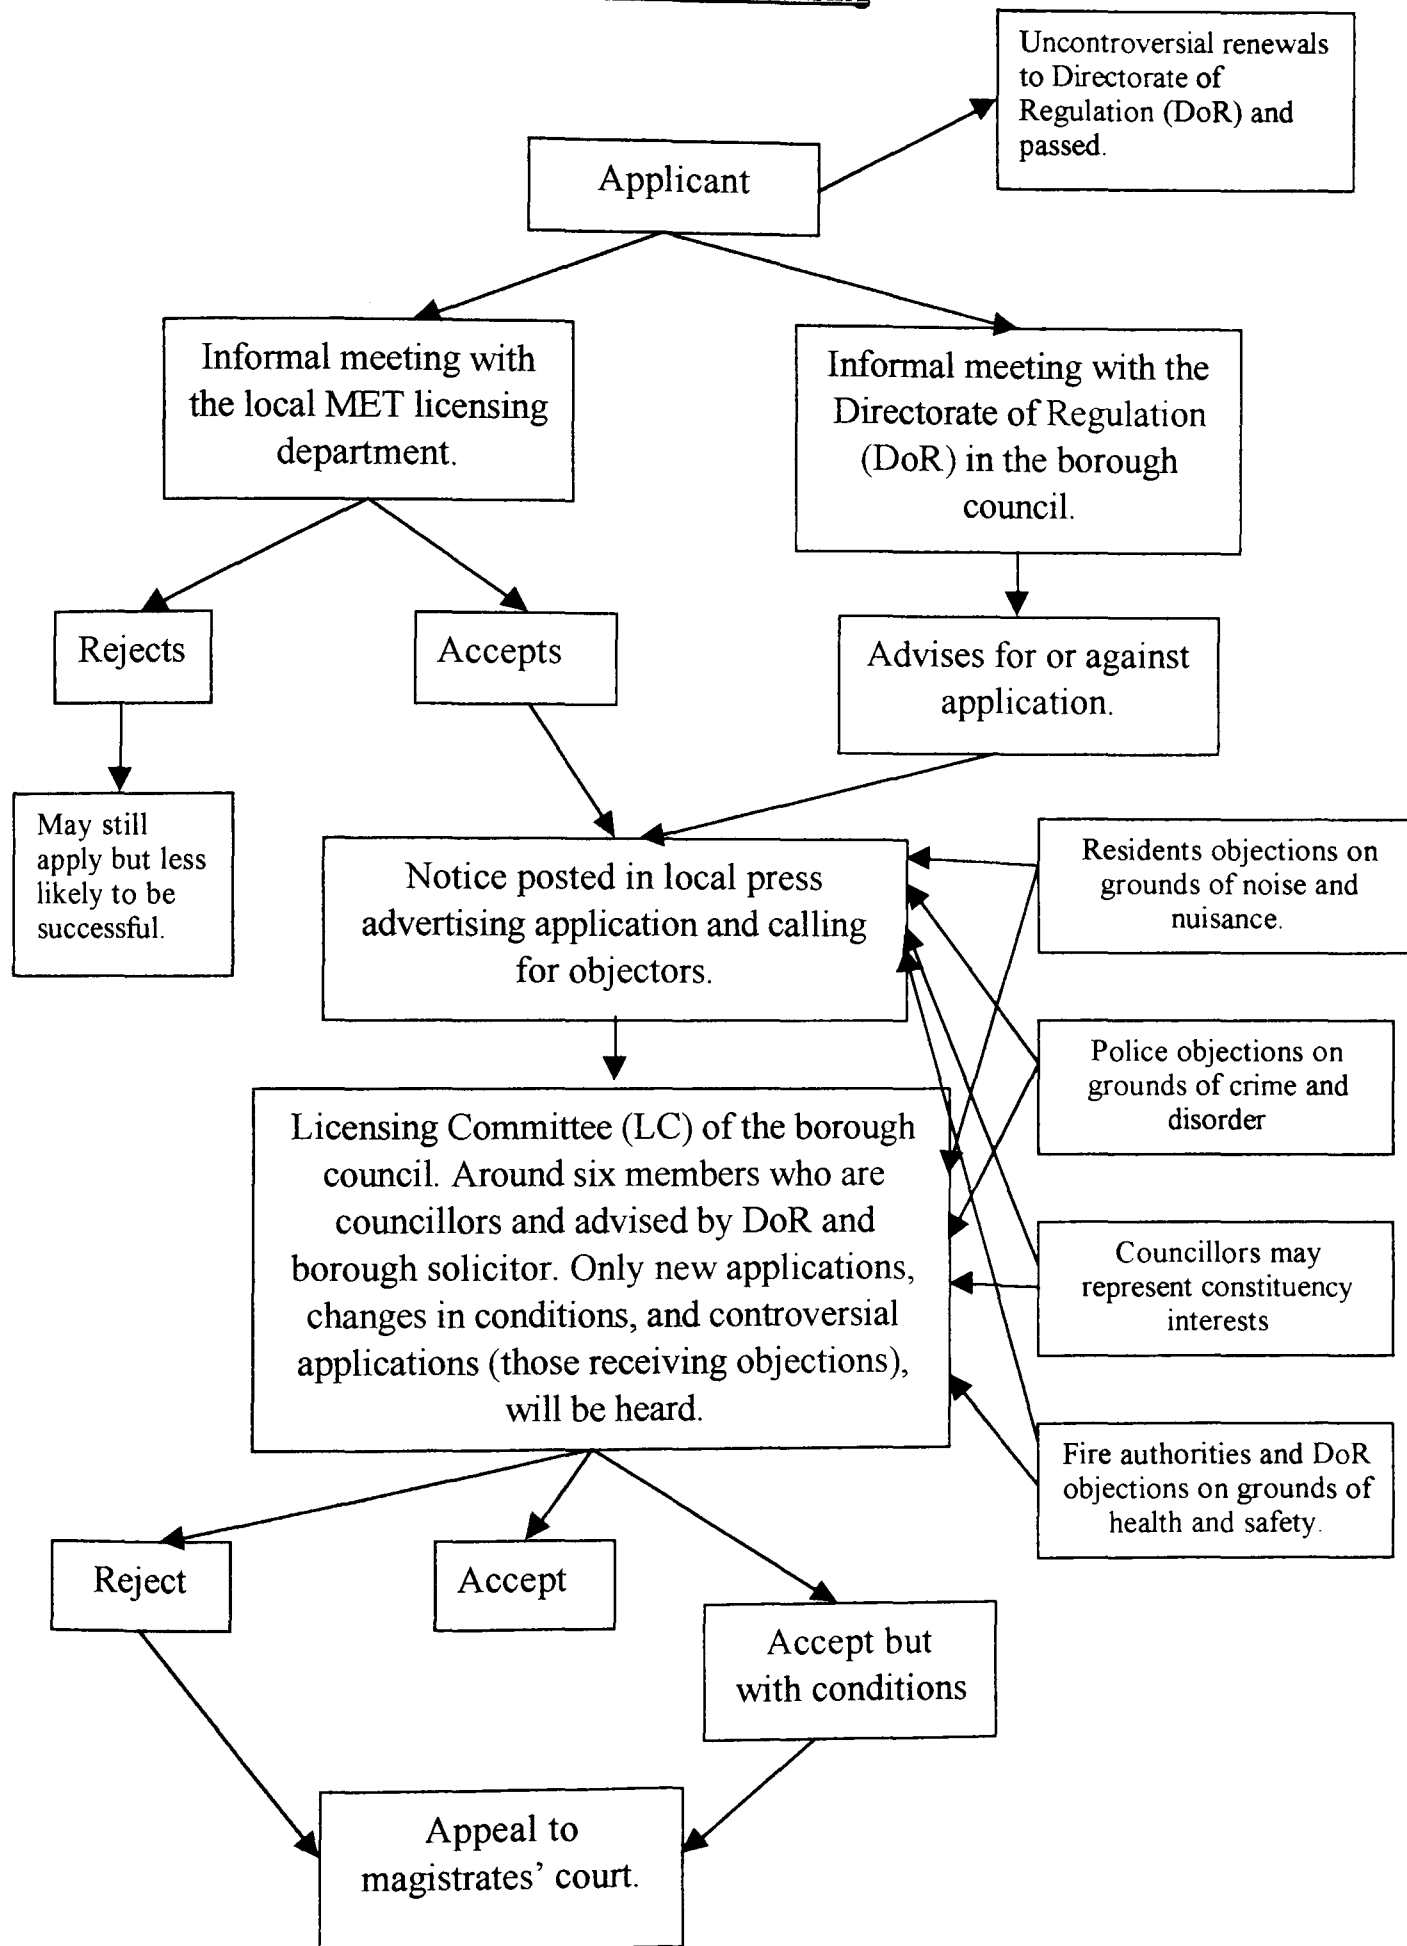 Uncontroversial renewals
to Directorate of
Regulation (DoR) and
passed.
Applicant
Informal meeting with
the local MET licensing
department.
Informal meeting with the
Directorate of Regulation
(DoR) in the borough
council.
Rejects
Accepts
Advises for or against
application.
May still
apply but less
likely to be
successful.
Notice posted in local press
advertising application and calling
for objectors.
Residents objections on
grounds of noise and
nuisance.
Police objections on
grounds of crime and
disorder
Licensing Committee (LC) of the borough
council. Around six members who are
councillors and advised by DoR and
borough solicitor. Only new applications,
changes in conditions, and controversial
applications (those receiving objections),
will be heard.
Councillors may
represent constituency
interests
Fire authorities and DoR
objections on grounds of
health and safety.
Reject
Accept
Accept but
with conditions
Appeal to
magistrates’ court.